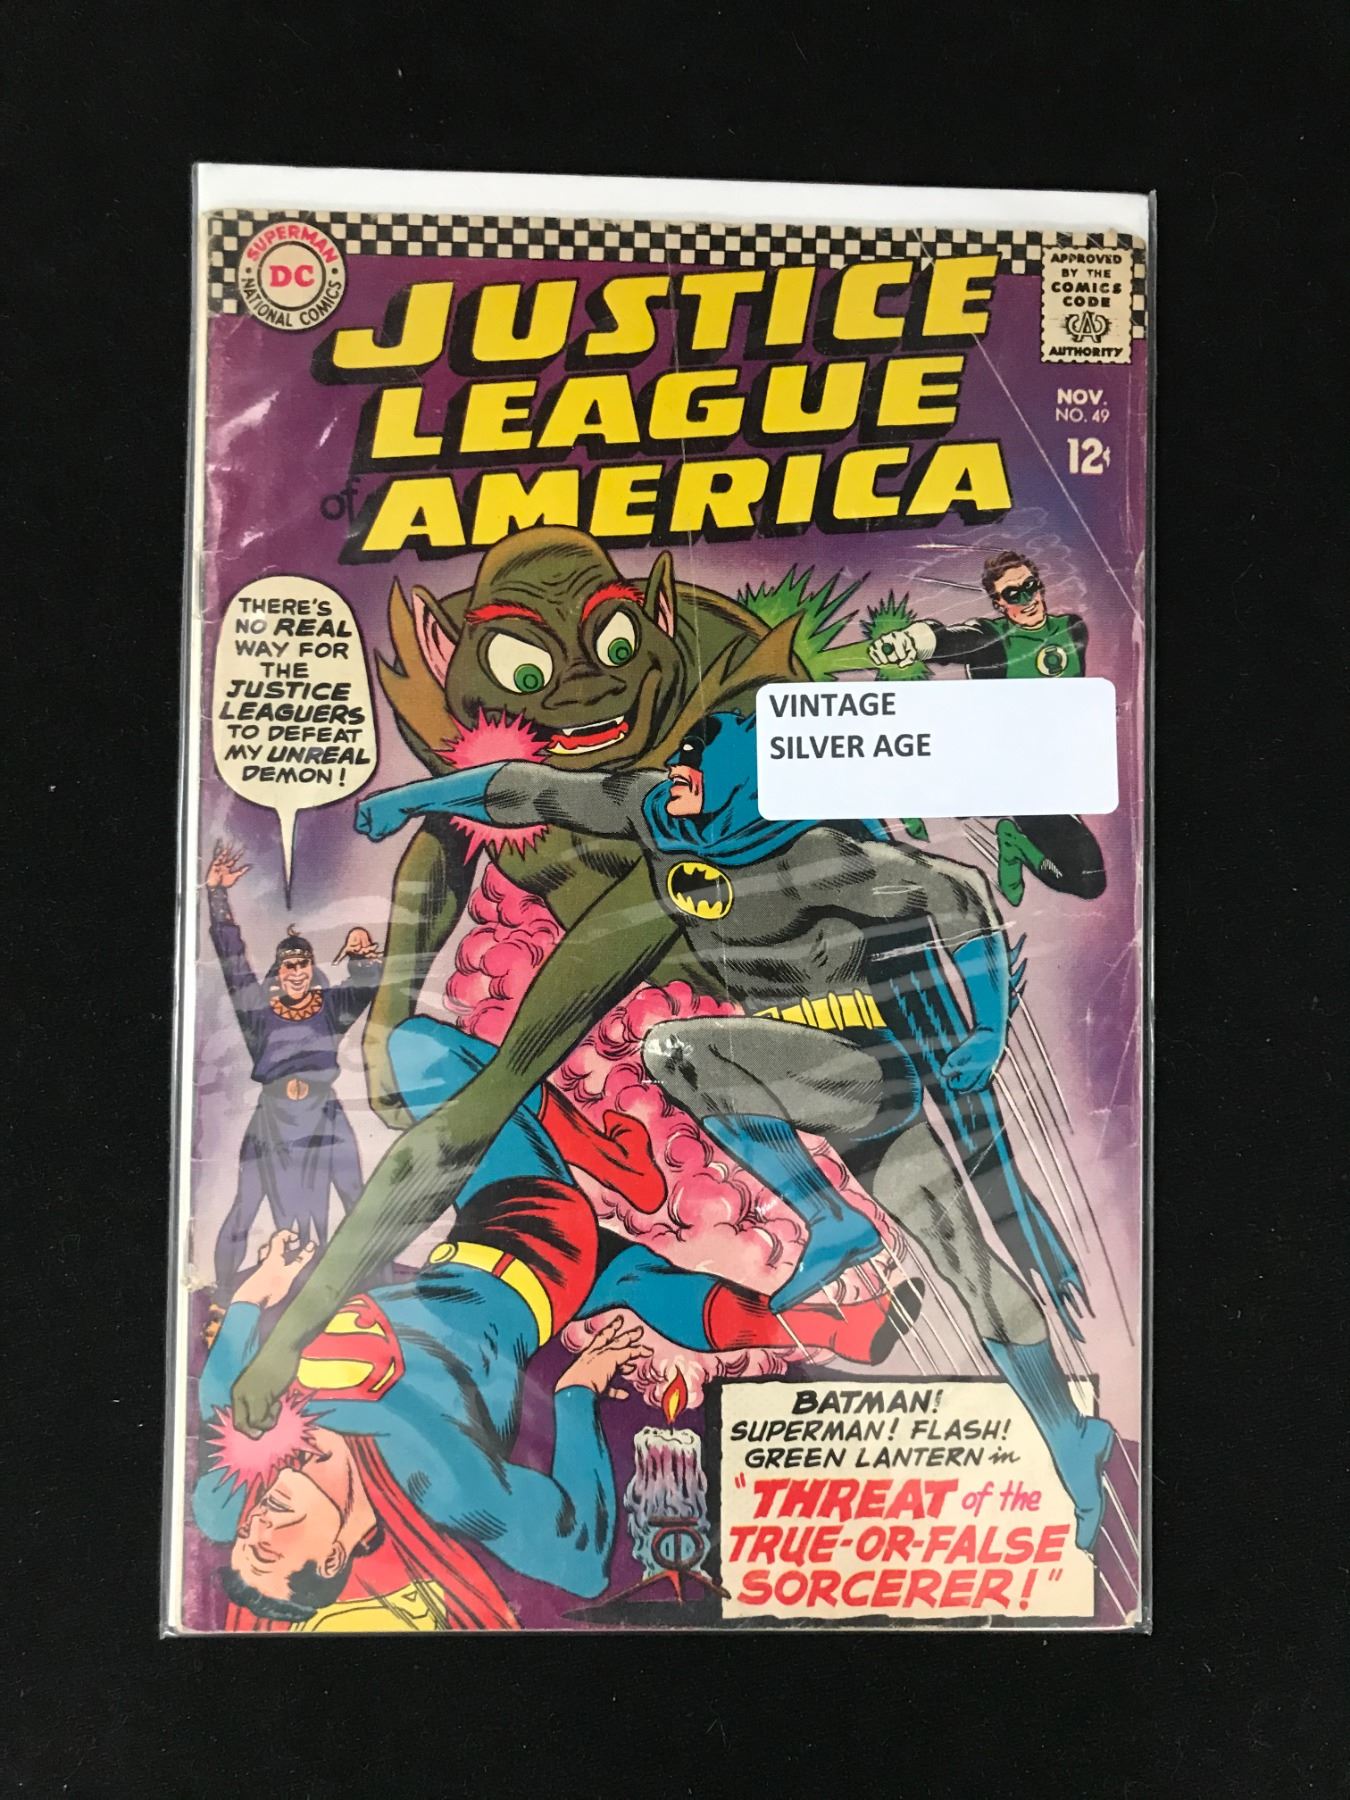 SUPERMAN
DC
NATIONAL COMICS
JUSTICE
LEAGUE
of AMERICA
APPROVED
BY THE
COMICS
CODE
AUTHORITY
NOV.
NO. 49
12¢
THERE'S
NO REAL
WAY FOR
THE
JUSTICE
LEAGUERS
TO DEFEAT
MY UNREAL
DEMON!
VINTAGE
SILVER AGE
BATMAN!
SUPERMAN! FLASH!
GREEN LANTERN in
"THREAT of the
TRUE-OR-FALSE
SORCERER!"